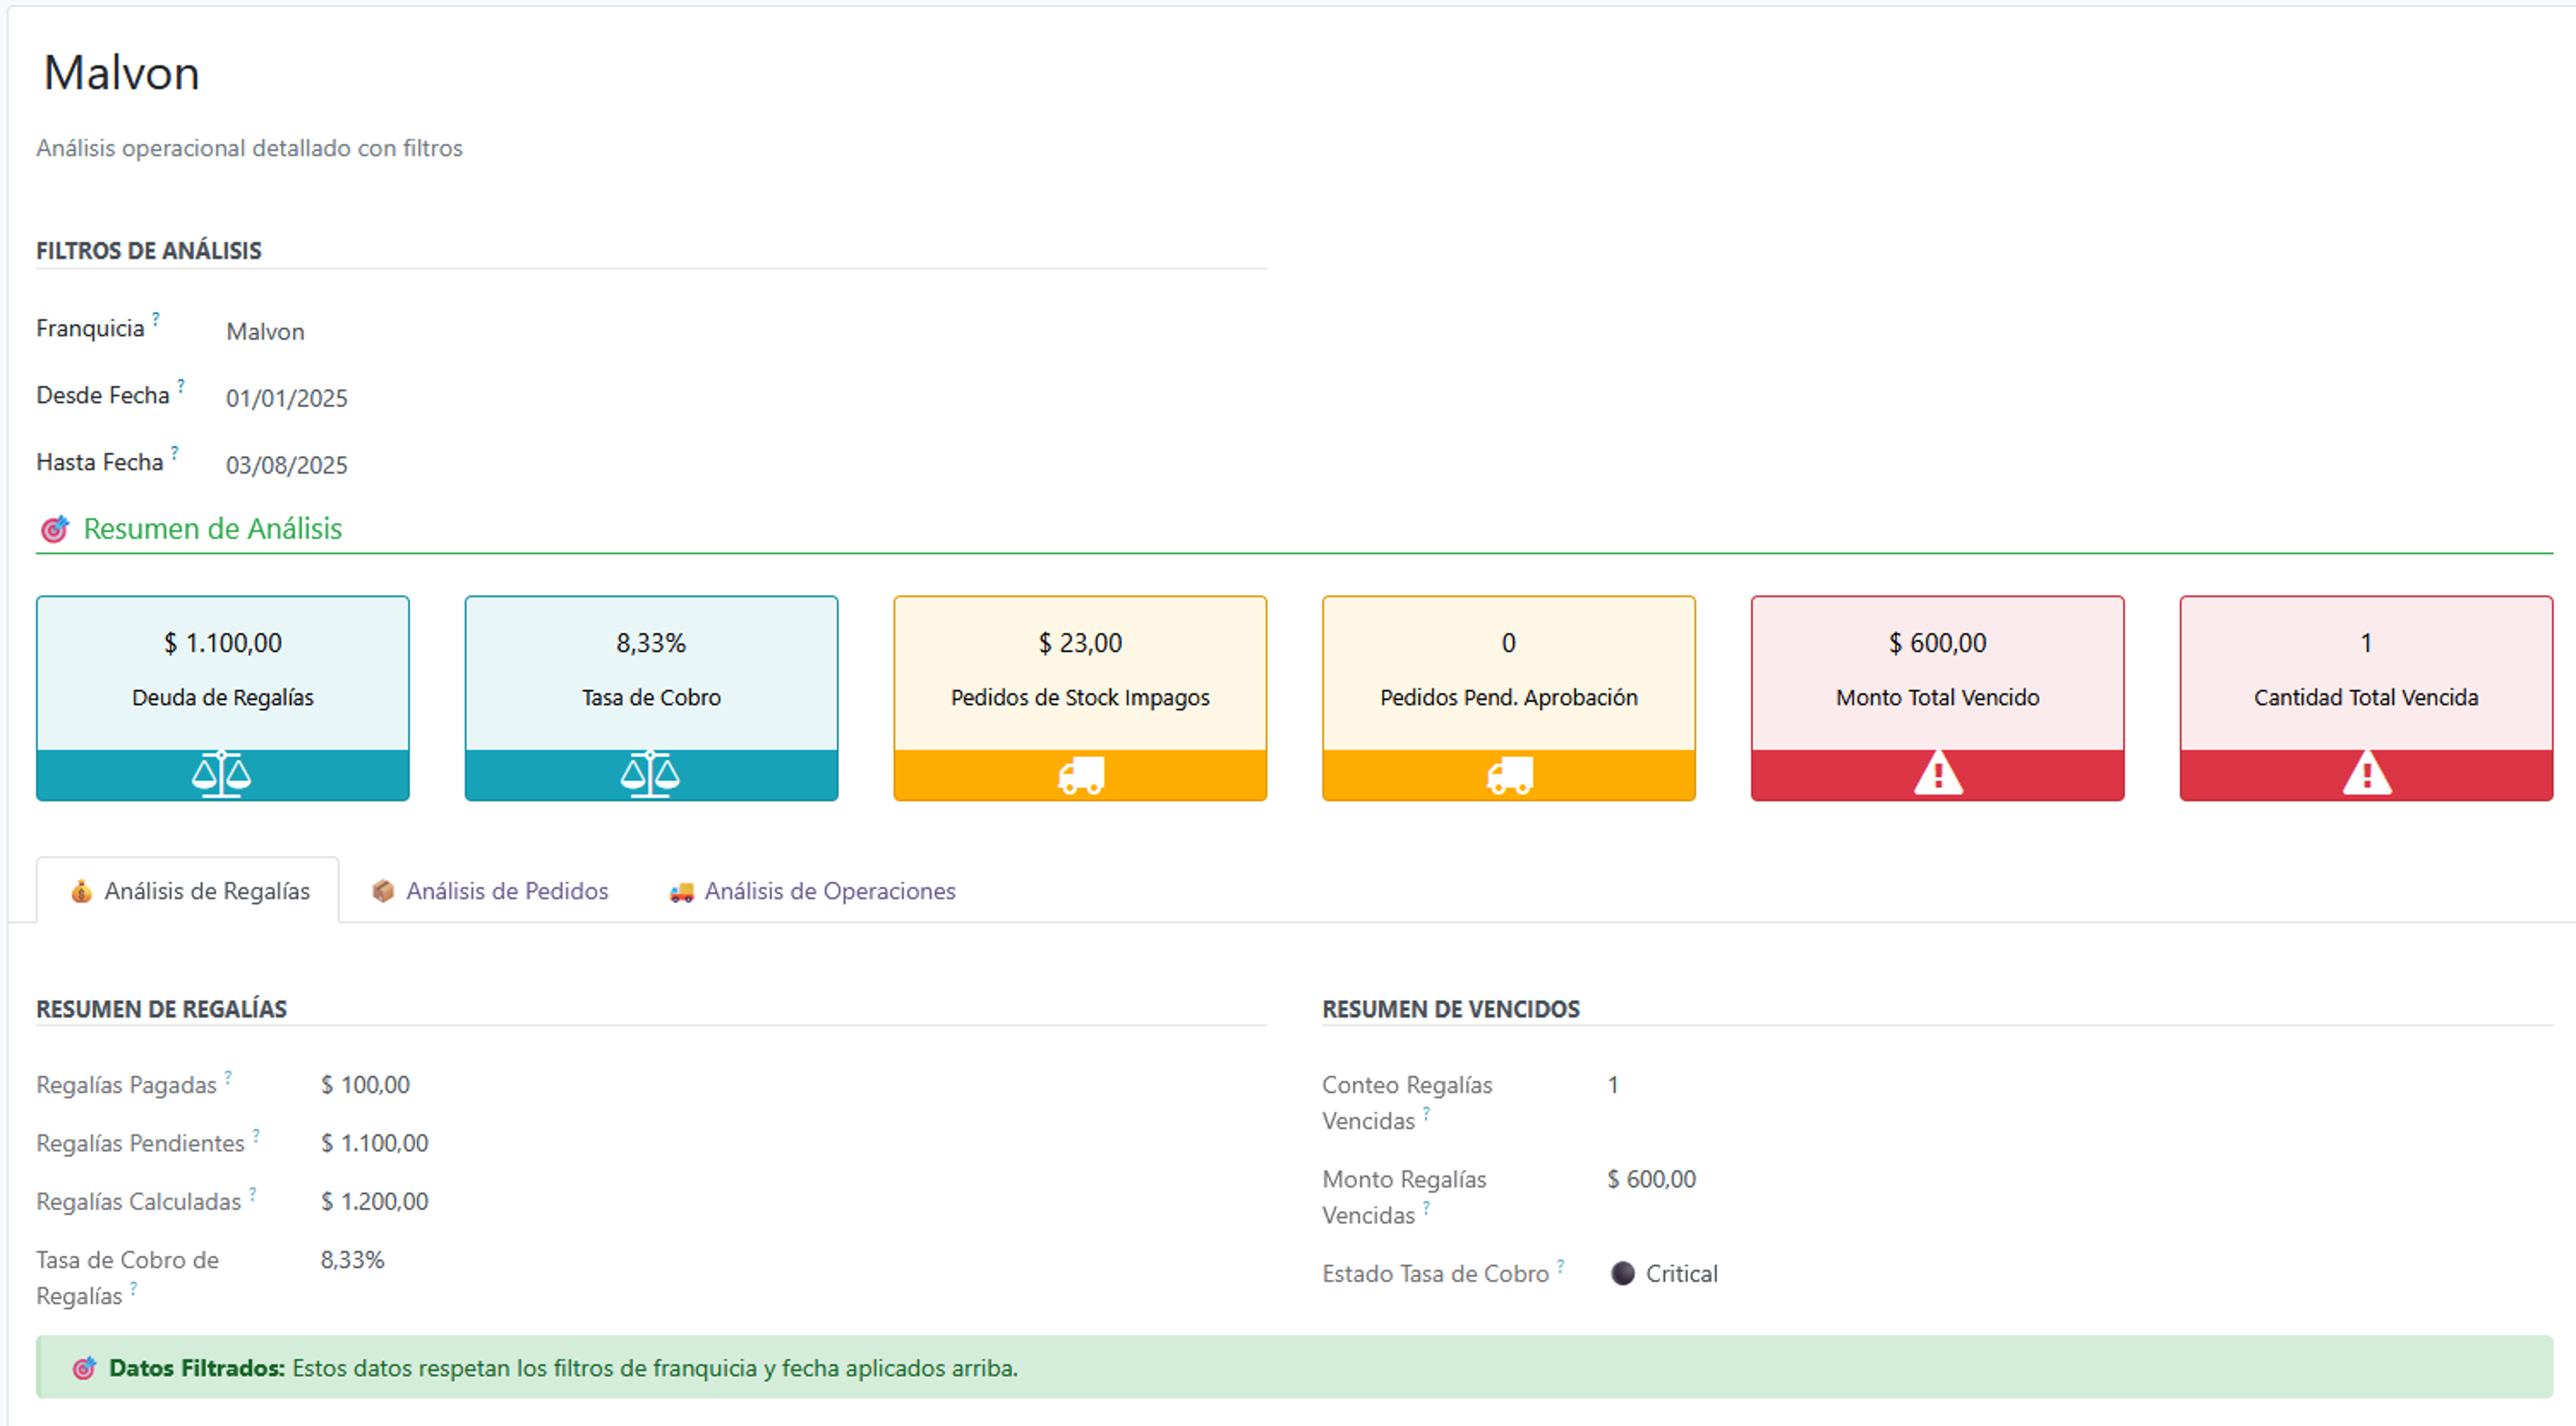 Malvon
Análisis operacional detallado con filtros
FILTROS DE ANÁLISIS
Franquicia ? Malvon
Desde Fecha ? 01/01/2025
Hasta Fecha ? 03/08/2025
Resumen de Análisis
$ 1.100,00
Deuda de Regalías
8,33%
Tasa de Cobro
$ 23,00
Pedidos de Stock Impagos
0
Pedidos Pend. Aprobación
$ 600,00
Monto Total Vencido
1
Cantidad Total Vencida
Análisis de Regalías
Análisis de Pedidos
Análisis de Operaciones
RESUMEN DE REGALÍAS
Regalías Pagadas ? $ 100,00
Regalías Pendientes ? $ 1.100,00
Regalías Calculadas ? $ 1.200,00
Tasa de Cobro de 8,33%
Regalías ?
RESUMEN DE VENCIDOS
Conteo Regalías 1
Vencidas ?
Monto Regalías $ 600,00
Vencidas ?
Estado Tasa de Cobro ? Critical
Datos Filtrados: Estos datos respetan los filtros de franquicia y fecha aplicados arriba.